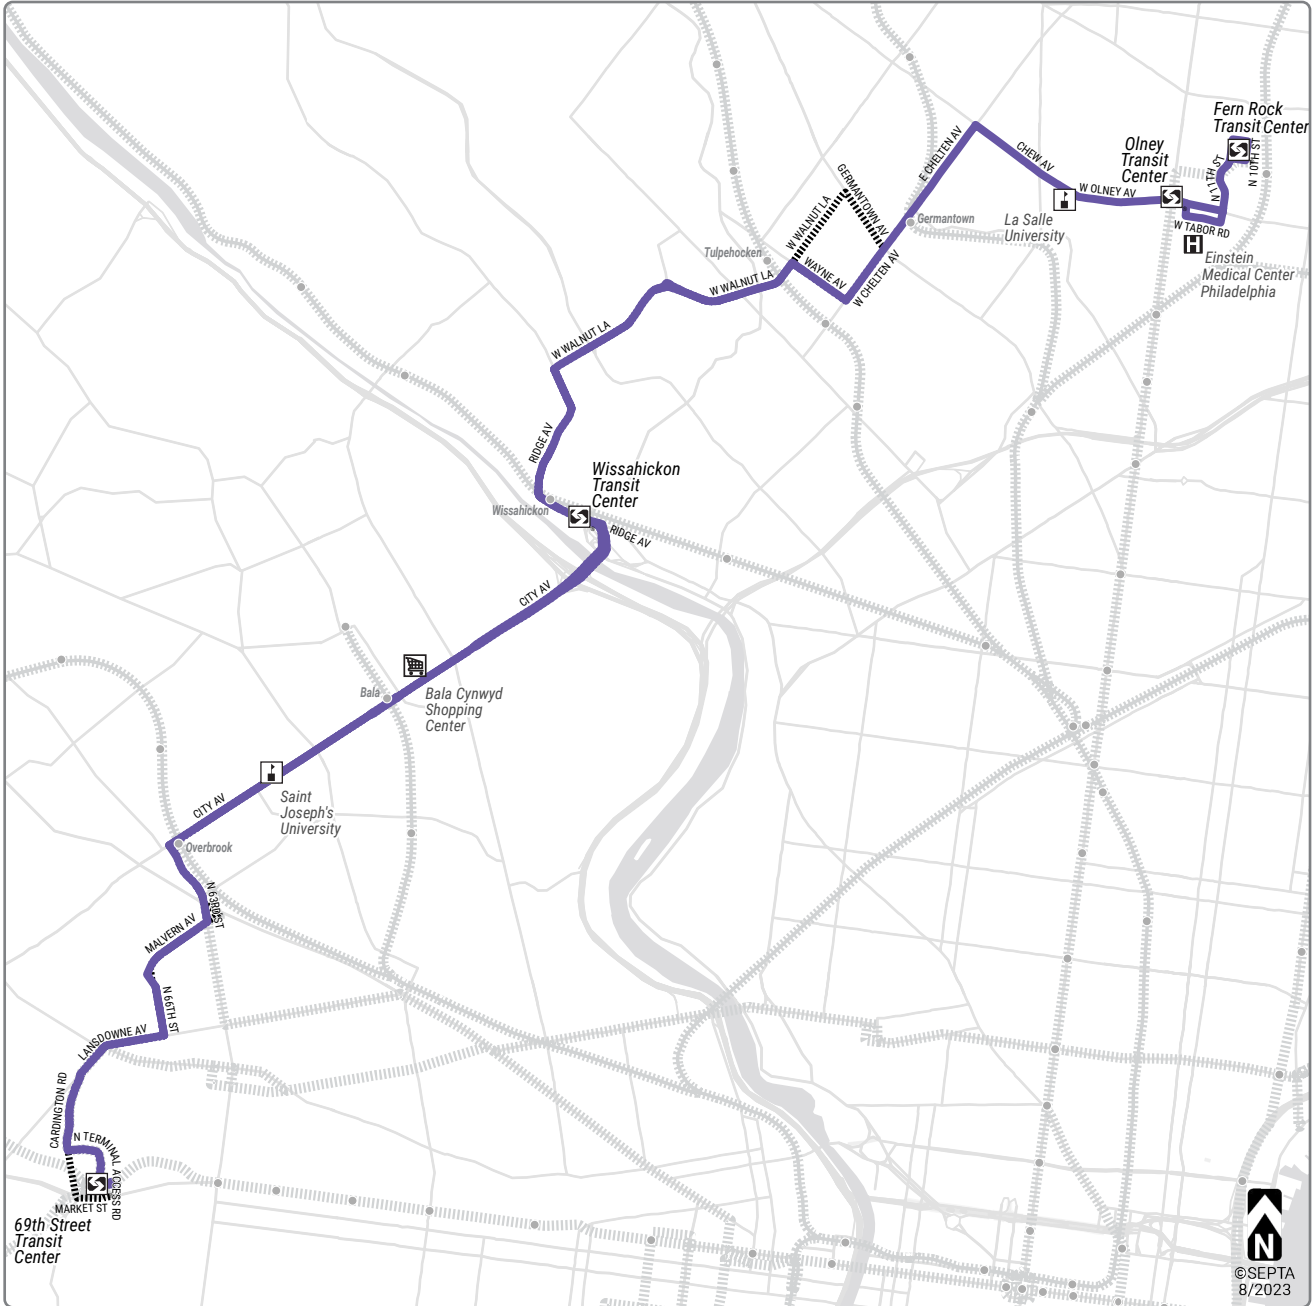 Fern Rock
Transit Center
Olney
Transit
Center
N 10TH ST
N 11TH ST
E CHELTEN AV
CHEW AV
W OLNEY AV
W TABOR RD
H
Einstein
Medical Center
Philadelphia
La Salle
University
Germantown
GERMANTOWN AV
W WALNUT LA
Tulpehocken
WAYNE AV
W CHELTEN AV
W WALNUT LA
W WALNUT LA
RIDGE AV
Wissahickon
Transit
Center
Wissahickon
RIDGE AV
CITY AV
Bala
Bala Cynwyd
Shopping
Center
Saint
Joseph's
University
CITY AV
Overbrook
N 63RD ST
MALVERN AV
N 66TH ST
LANSDOWNE AV
CARDINGTON RD
N TERMINAL ACCESS RD
MARKET ST
69th Street
Transit
Center
N
©SEPTA
8/2023